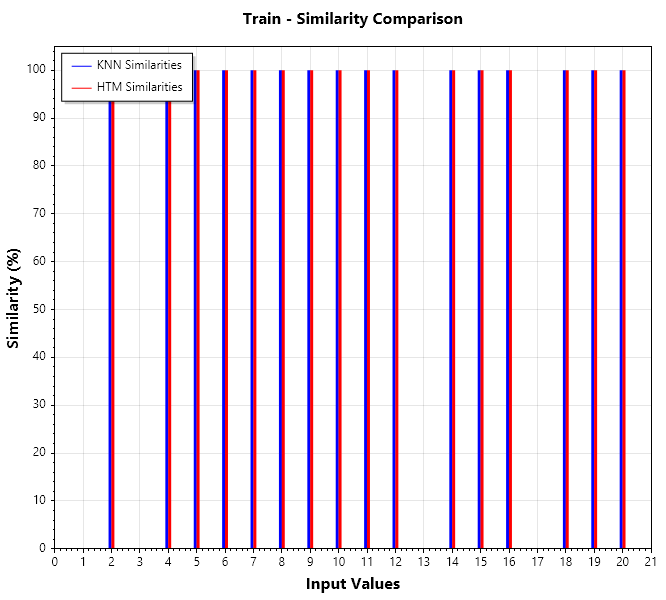 Train - Similarity Comparison
KNN Similarities
HTM Similarities
100
90
80
70
60
50
40
30
20
10
0
Similarity (%)
0 1 2 3 4 5 6 7 8 9 10 11 12 13 14 15 16 17 18 19 20 21
Input Values